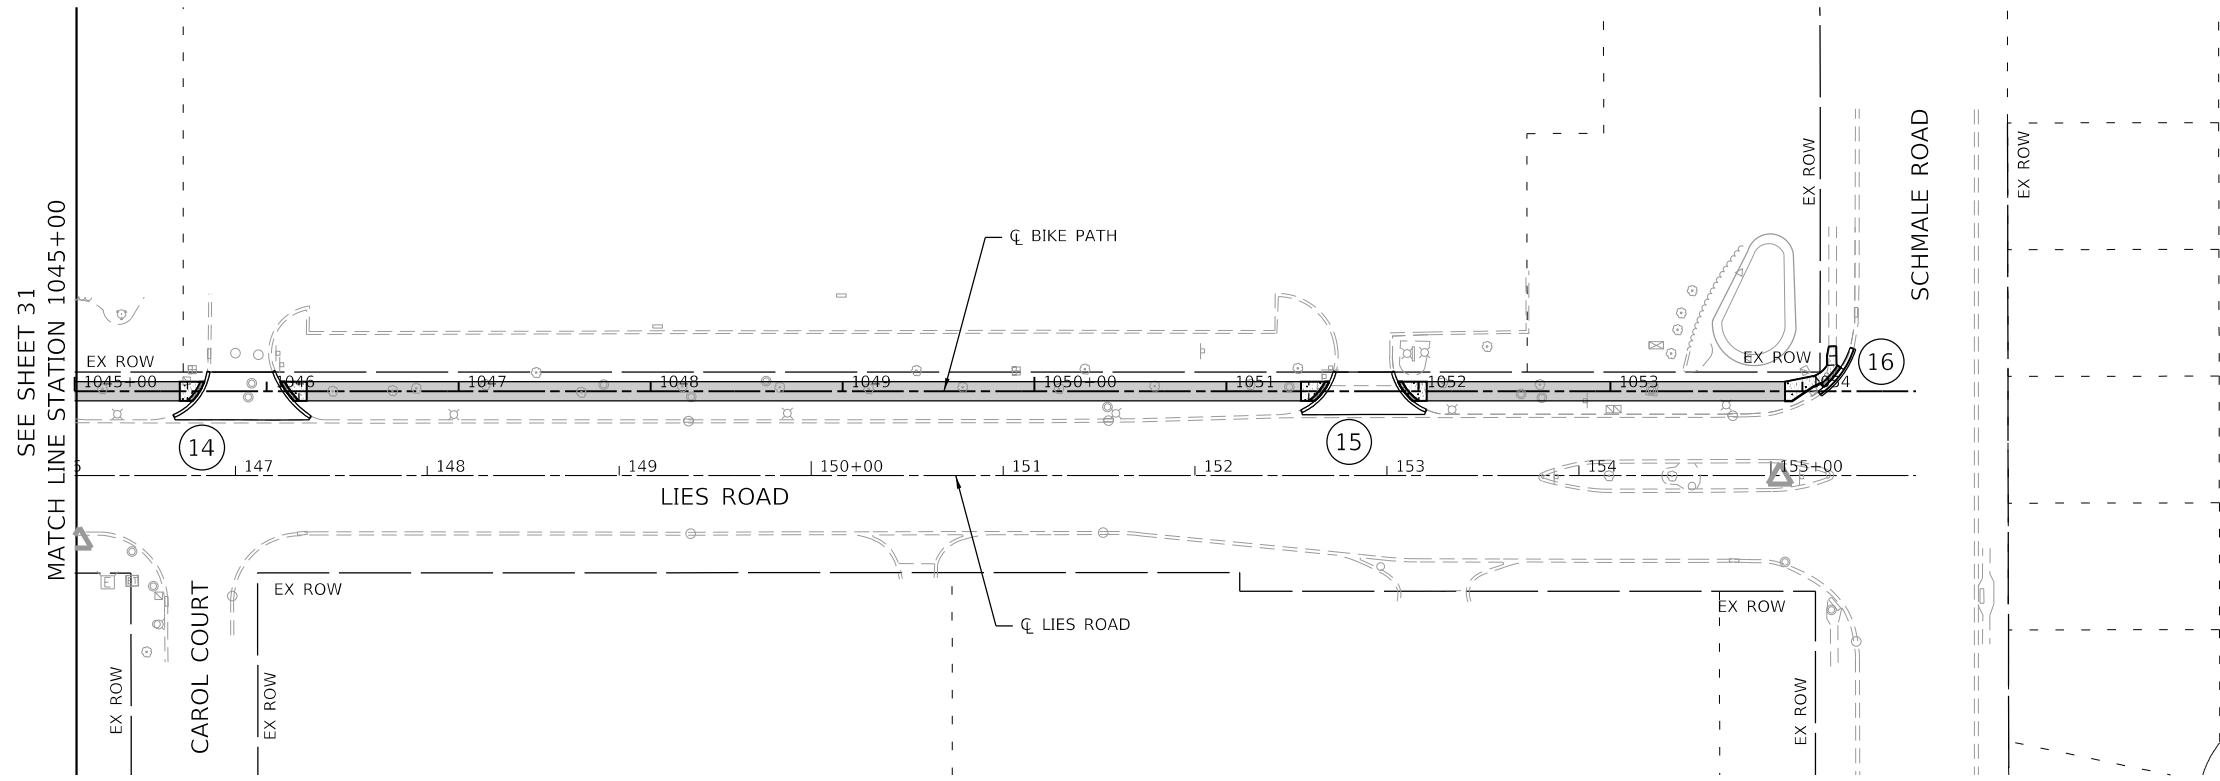 SEE SHEET 31
MATCH LINE STATION 1045+00
EX ROW
1045+00
1046
1047
1048
1049
1050+00
1051
1052
1053
1054
℄ BIKE PATH
EX ROW
EX ROW
SCHMALE ROAD
EX ROW
14
15
16
5
147
148
149
150+00
151
152
153
154
155+00
LIES ROAD
℄ LIES ROAD
EX ROW
EX ROW
EX ROW
CAROL COURT
EX ROW
EX ROW
E